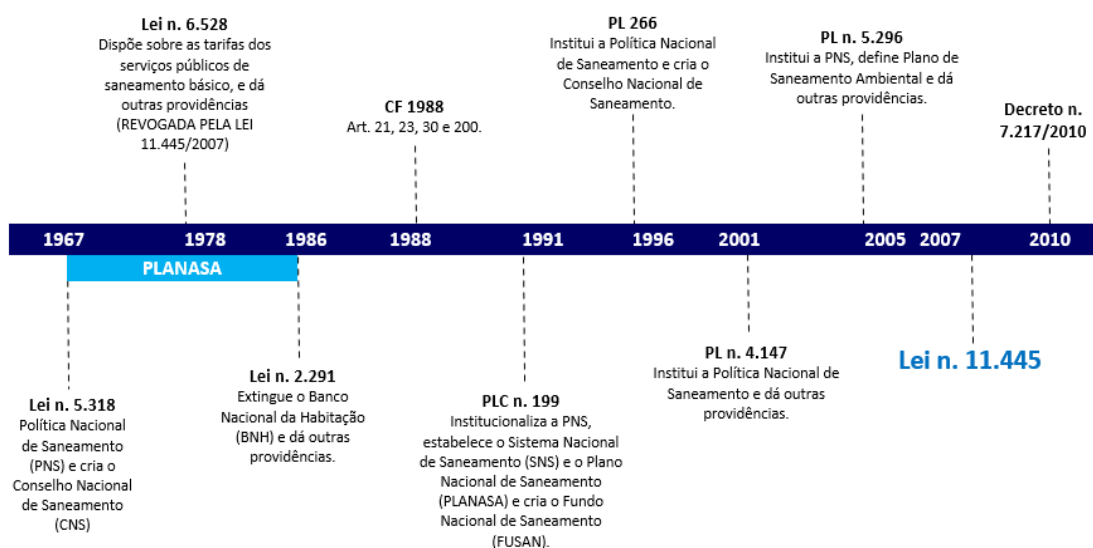 Lei n. 6.528
Dispõe sobre as tarifas dos
serviços públicos de
saneamento básico, e dá
outras providências
(REVOGADA PELA LEI
11.445/2007)
CF 1988
Art. 21, 23, 30 e 200.
PL 266
Institui a Política Nacional
de Saneamento e cria o
Conselho Nacional de
Saneamento.
PL n. 5.296
Institui a PNS, define Plano de
Saneamento Ambiental e dá
outras providências.
Decreto n.
7.217/2010
1967 1978 1986 1988 1991 1996 2001 2005 2007 2010
PLANASA
Lei n. 5.318
Política Nacional
de Saneamento
(PNS) e cria o
Conselho Nacional
de Saneamento
(CNS)
Lei n. 2.291
Extingue o Banco
Nacional da Habitação
(BNH) e dá outras
providências.
PLC n. 199
Institucionaliza a PNS,
estabelece o Sistema Nacional
de Saneamento (SNS) e o Plano
Nacional de Saneamento
(PLANASA) e cria o Fundo
Nacional de Saneamento
(FUSAN).
PL n. 4.147
Institui a Política Nacional de
Saneamento e dá outras
providências.
Lei n. 11.445